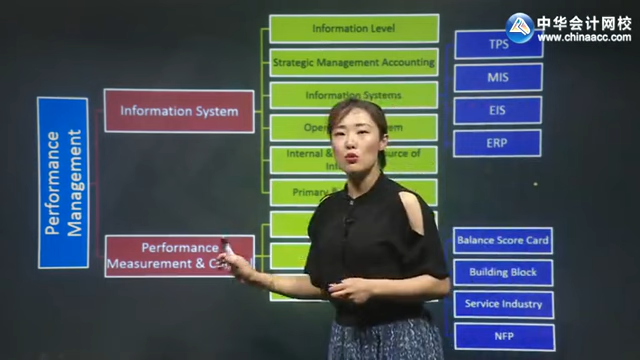 中华会计网校
www.chinaacc.com
Performance
Management
Information System
Performance
Measurement &
Information Level
Strategic Management Accounting
Information Systems
Internal &
Primary &
TPS
MIS
EIS
ERP
Balance Score Card
Building Block
Service Industry
NFP